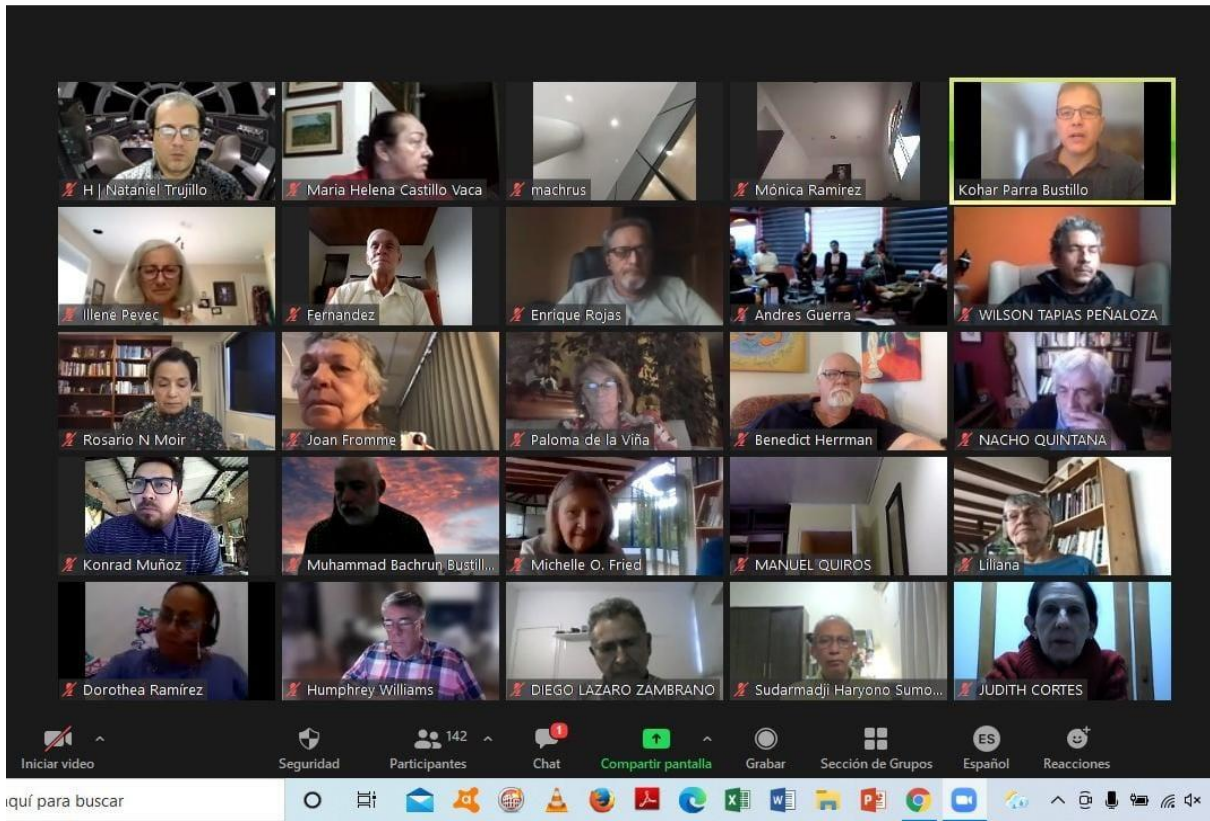 H | Nataniel Trujillo
Maria Helena Castillo Vaca
machrus
Mónica Ramirez
Kohar Parra Bustillo
Illene Pevec
Fernandez
Enrique Rojas
Andres Guerra
WILSON TAPIAS PEÑALOZA
Rosario N Moir
Joan Fromme
Paloma de la Viña
Benedict Herrman
NACHO QUINTANA
Konrad Muñoz
Muhammad Bachrun Bustill...
Michelle O. Fried
MANUEL QUIROS
Liliana
Dorothea Ramírez
Humphrey Williams
DIEGO LAZARO ZAMBRANO
Sudarmadji Haryono Sumo...
JUDITH CORTES
Iniciar video
Seguridad
142
Participantes
1
Chat
Compartir pantalla
Grabar
Sección de Grupos
ES
Español
Reacciones
aquí para buscar